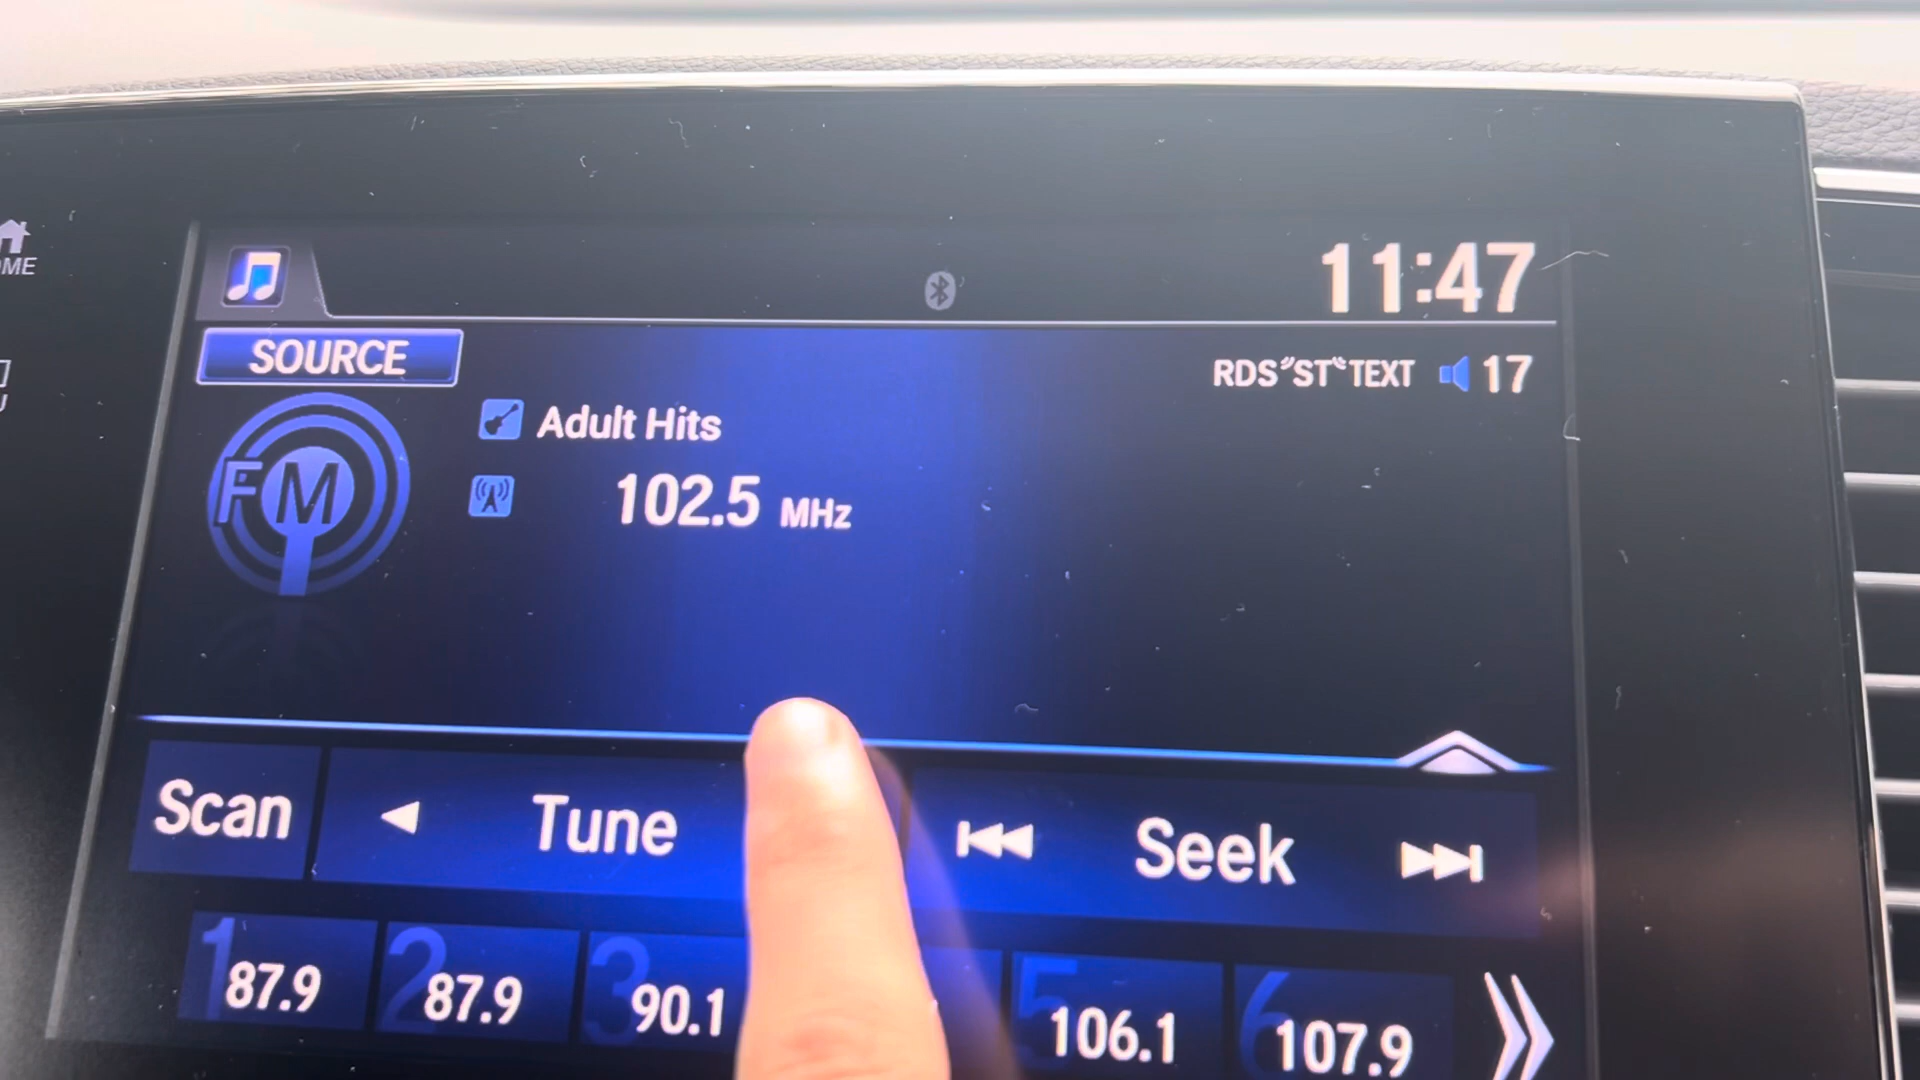 11:47
SOURCE
RDS ST TEXT 17
Adult Hits
FM
102.5 MHz
Scan
Tune
Seek
1 87.9
2 87.9
3 90.1
5 106.1
6 107.9